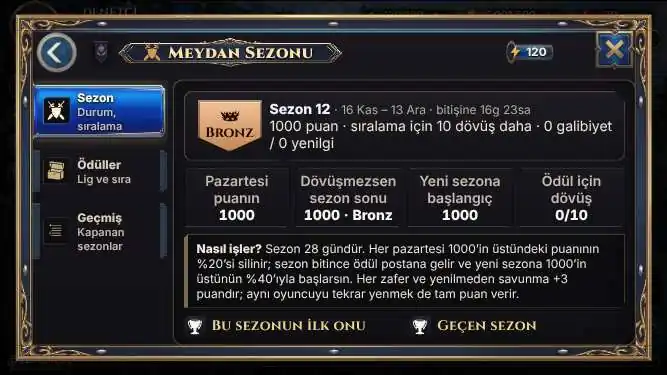 MEYDAN SEZONU
120
Sezon
Durum,
sıralama
Ödüller
Lig ve sıra
Geçmiş
Kapanan
sezonlar
BRONZ
Sezon 12 · 16 Kas – 13 Ara · bitişine 16g 23sa
1000 puan · sıralama için 10 dövüş daha · 0 galibiyet
/ 0 yenilgi
Pazartesi
puanın
1000
Dövüşmezsen
sezon sonu
1000 · Bronz
Yeni sezona
başlangıç
1000
Ödül için
dövüş
0/10
Nasıl işler? Sezon 28 gündür. Her pazartesi 1000'in üstündeki puanının
%20'si silinir; sezon bitince ödül postana gelir ve yeni sezona 1000'in
üstünün %40'ıyla başlarsın. Her zafer ve yenilmeden savunma +3
puandır; aynı oyuncuyu tekrar yenmek de tam puan verir.
BU SEZONUN İLK ONU
GEÇEN SEZON